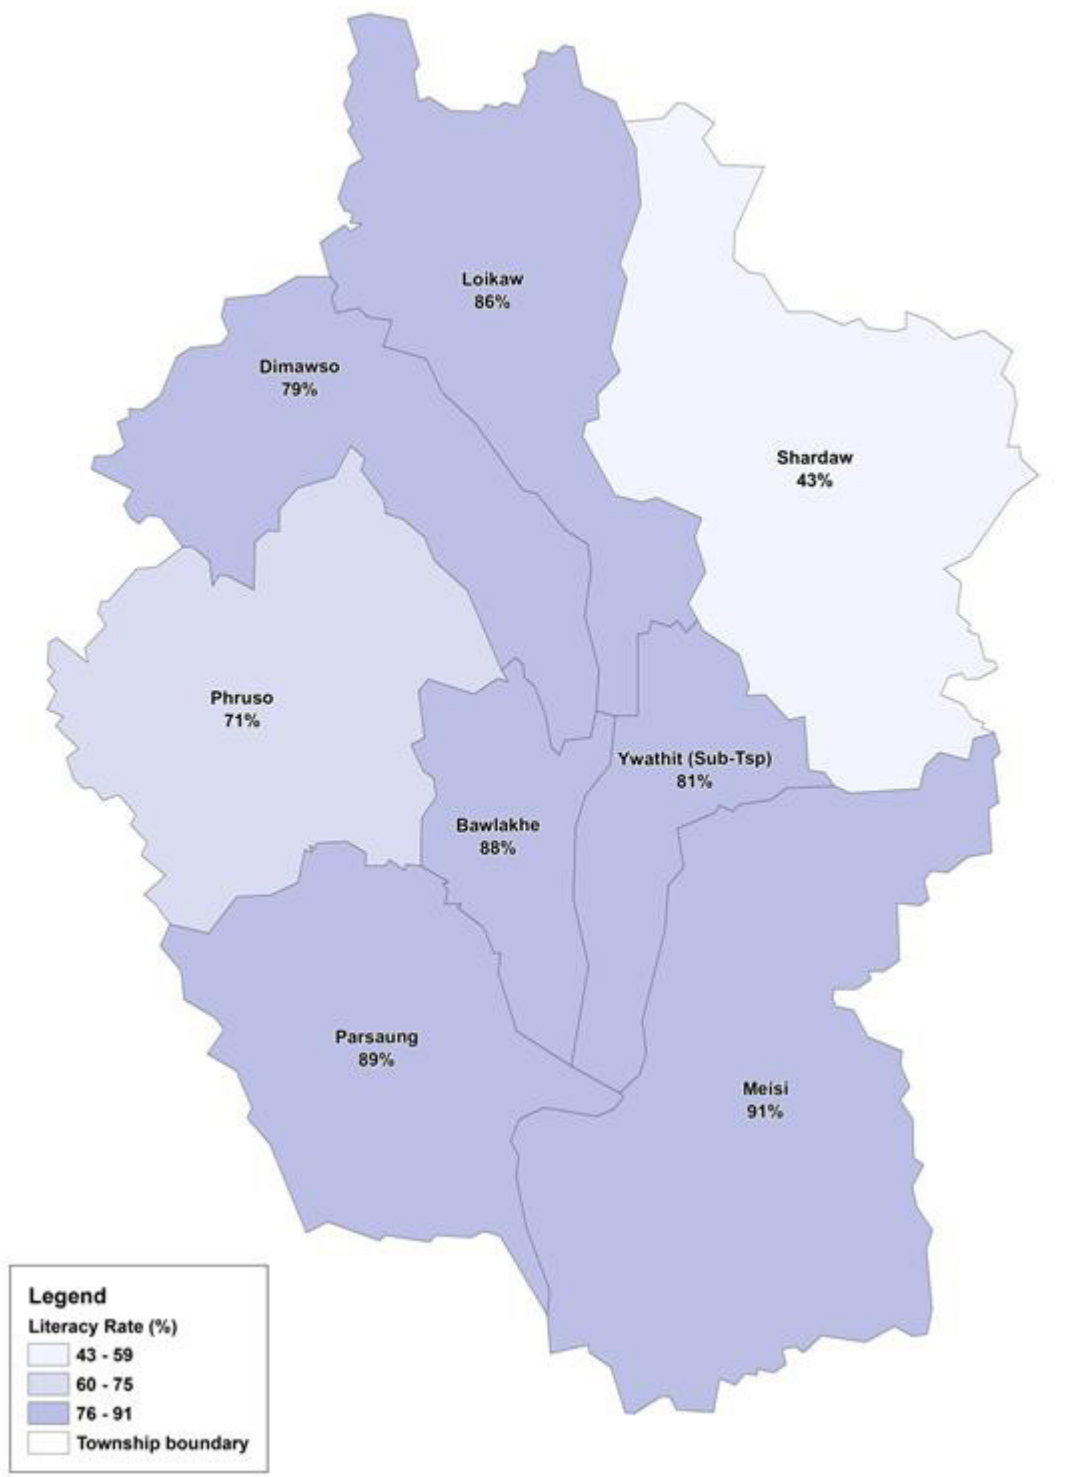 Loikaw
86%
Dimawso
79%
Shardaw
43%
Phruso
71%
Ywathit (Sub-Tsp)
81%
Bawlakhe
88%
Parsaung
89%
Meisi
91%
Legend
Literacy Rate (%)
43 - 59
60 - 75
76 - 91
Township boundary